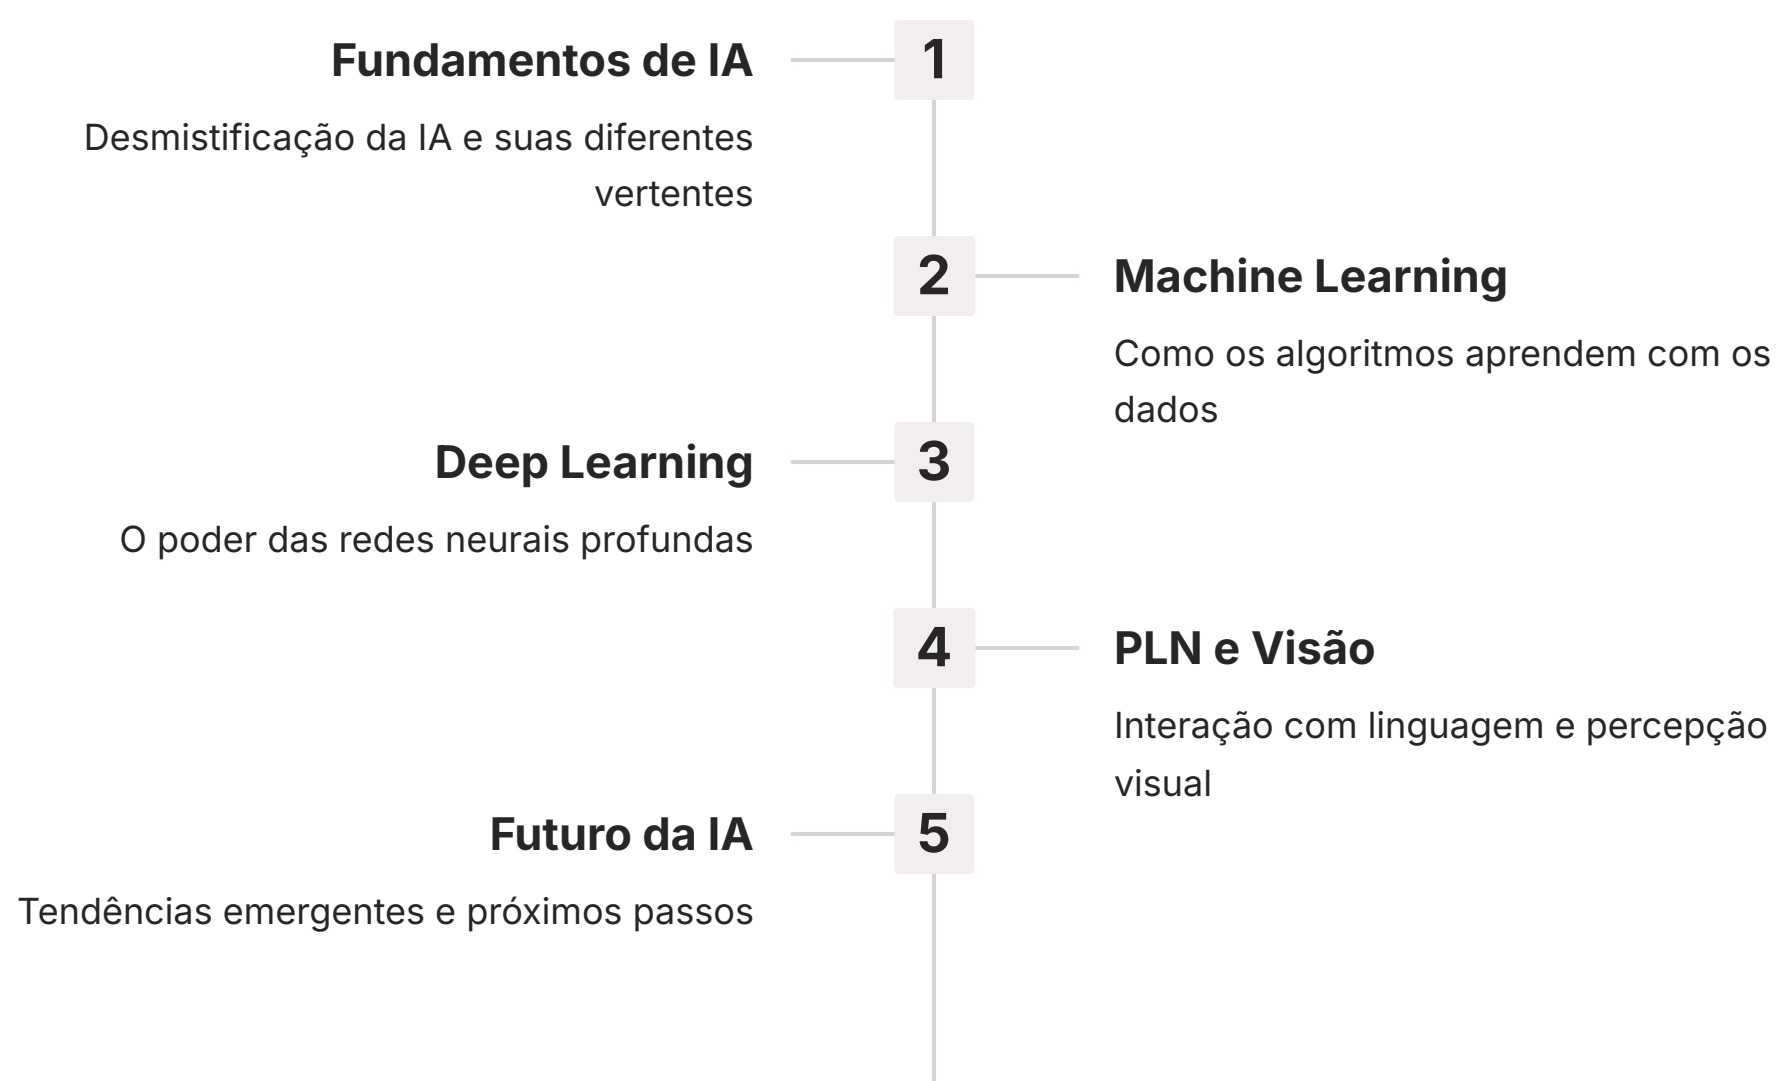 Fundamentos de IA
1
Desmistificação da IA e suas diferentes
vertentes
2
Machine Learning
Como os algoritmos aprendem com os
dados
Deep Learning
3
O poder das redes neurais profundas
4
PLN e Visão
Interação com linguagem e percepção
visual
Futuro da IA
5
Tendências emergentes e próximos passos